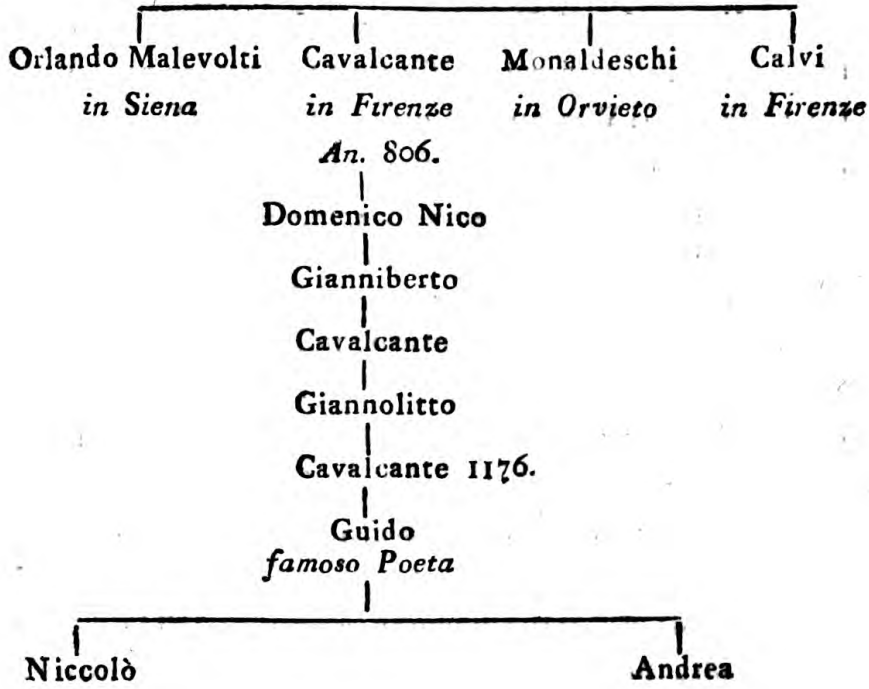 Orlando Malevolti Cavalcante Monaldeschi Calvi
in Siena in Firenze in Orvieto in Firenze
An. 806.
Domenico Nico
Gianniberto
Cavalcante
Giannolitto
Cavalcante 1176.
Guido
famoso Poeta
Niccolò Andrea